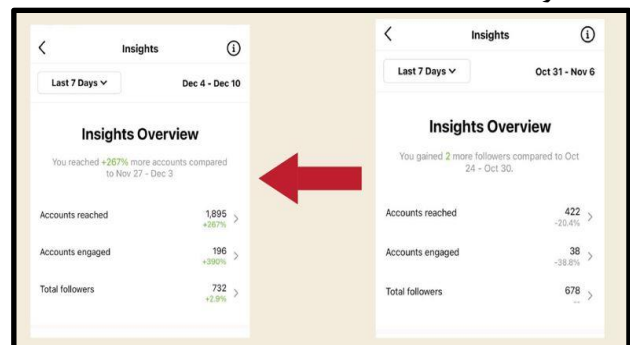 Insights
Last 7 Days Dec 4 - Dec 10
Insights Overview
You reached +267% more accounts compared
to Nov 27 - Dec 3
Accounts reached 1,895
+267%
Accounts engaged 196
+390%
Total followers 732
+2.9%
Insights
Last 7 Days Oct 31 - Nov 6
Insights Overview
You gained 2 more followers compared to Oct
24 - Oct 30.
Accounts reached 422
-20.4%
Accounts engaged 38
-38.8%
Total followers 678
--